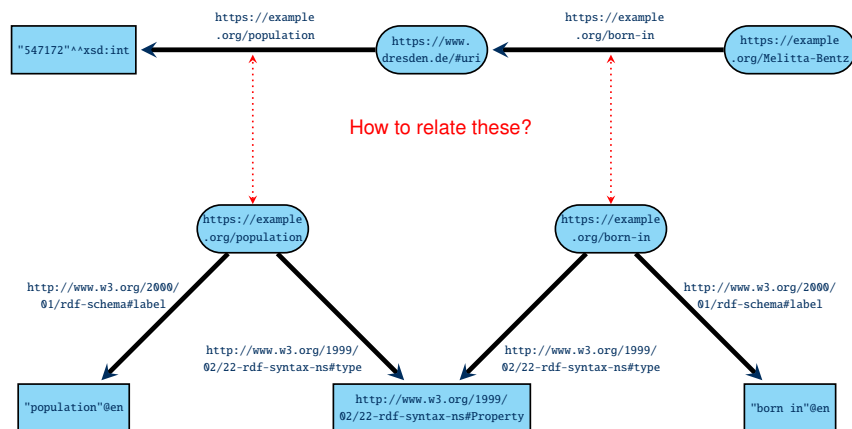 https://example
.org/population
https://example
.org/born-in
"547172"^^xsd:int
https://www.
dresden.de/#uri
https://example
.org/Melitta-Bentz
How to relate these?
https://example
.org/population
https://example
.org/born-in
http://www.w3.org/2000/
01/rdf-schema#label
http://www.w3.org/2000/
01/rdf-schema#label
http://www.w3.org/1999/
02/22-rdf-syntax-ns#type
http://www.w3.org/1999/
02/22-rdf-syntax-ns#type
"population"@en
http://www.w3.org/1999/
02/22-rdf-syntax-ns#Property
"born in"@en